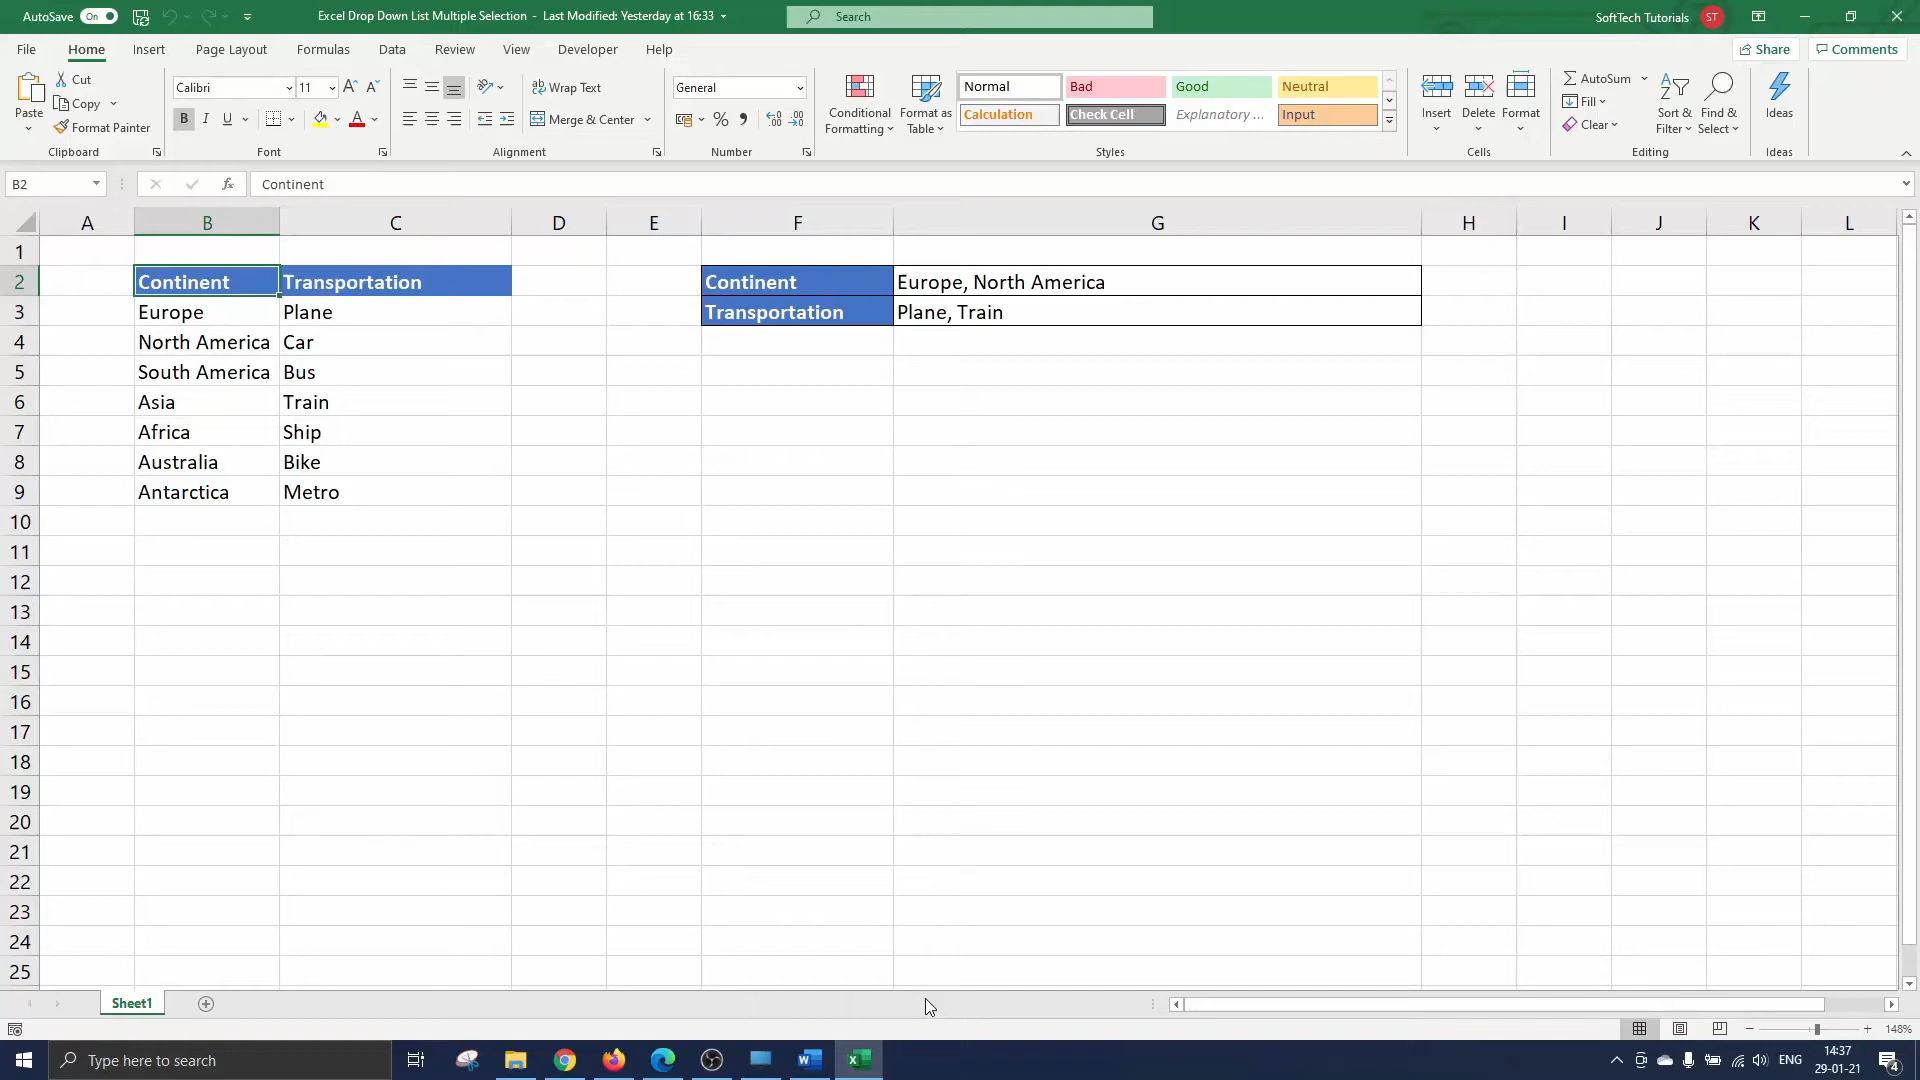 AutoSave On
Excel Drop Down List Multiple Selection - Last Modified: Yesterday at 16:33
Search
SoftTech Tutorials ST
File Home Insert Page Layout Formulas Data Review View Developer Help
Share Comments
Paste
Cut
Copy
Format Painter
Clipboard
Calibri 11
B I U
Font
Wrap Text
Merge & Center
Alignment
General
Number
Conditional Formatting
Format as Table
Normal Bad Good Neutral
Calculation Check Cell Explanatory ... Input
Styles
Insert Delete Format
Cells
AutoSum
Fill
Clear
Sort & Filter
Find & Select
Editing
Ideas
Ideas
B2 fx Continent
A B C D E F G H I J K L
1
2 Continent Transportation Continent Europe, North America
3 Europe Plane Transportation Plane, Train
4 North America Car
5 South America Bus
6 Asia Train
7 Africa Ship
8 Australia Bike
9 Antarctica Metro
10
11
12
13
14
15
16
17
18
19
20
21
22
23
24
25
Sheet1
148%
Type here to search
ENG
14:37
29-01-21
4